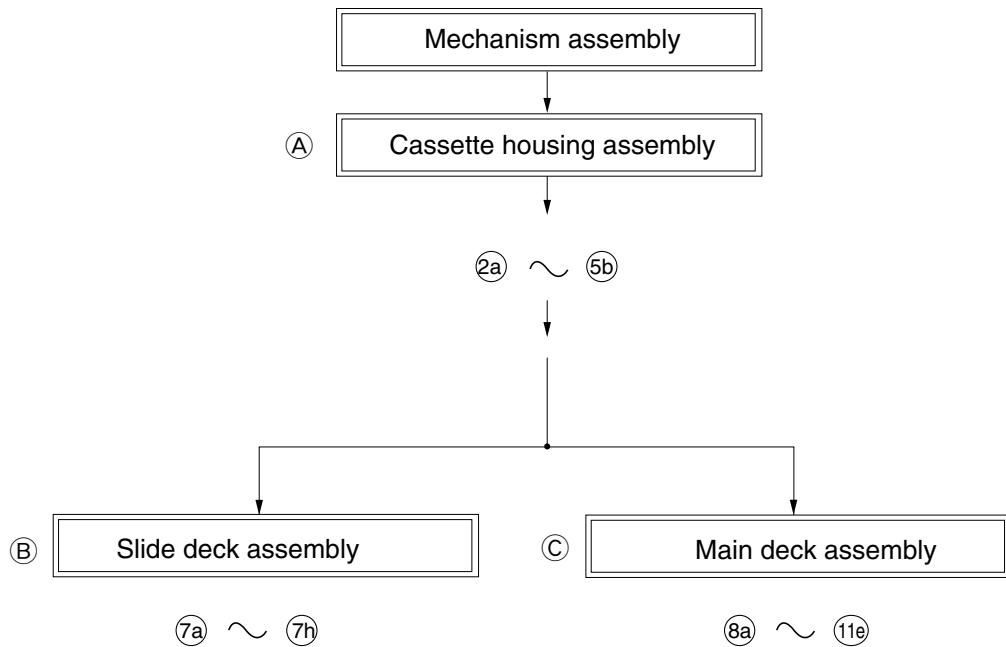 Mechanism assembly
Ⓐ Cassette housing assembly
2a ~ 5b
Ⓑ Slide deck assembly
Ⓒ Main deck assembly
7a ~ 7h
8a ~ 11e